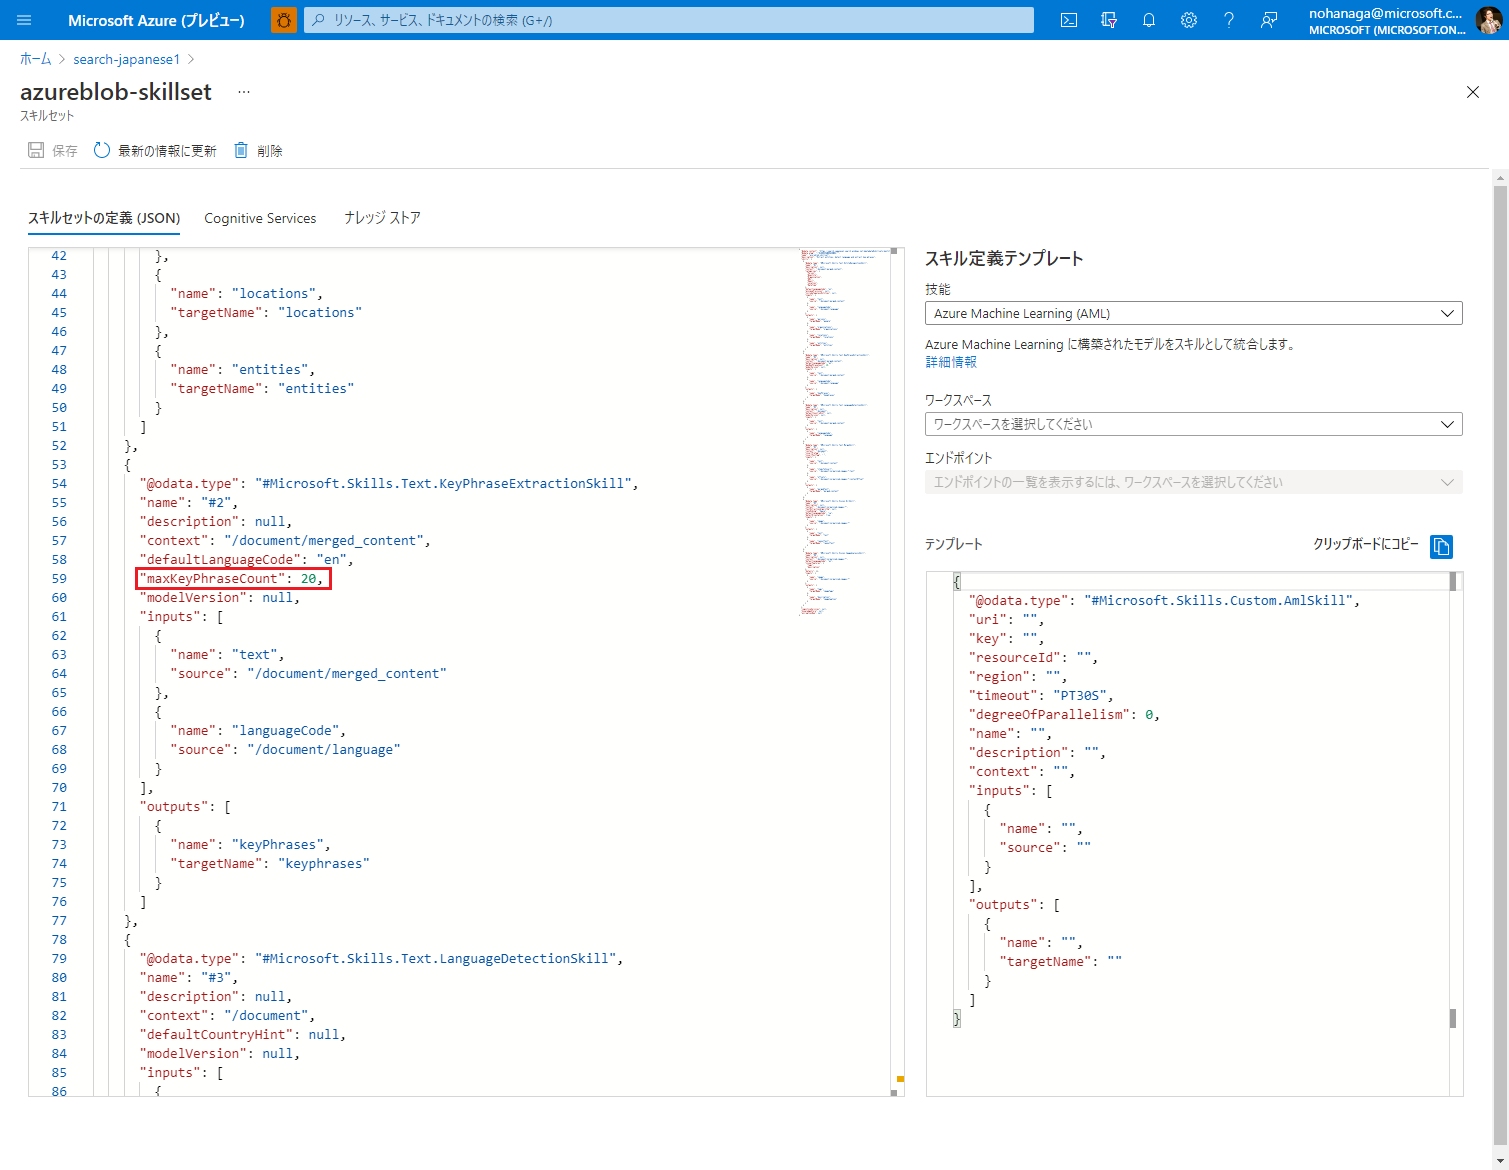 Microsoft Azure (プレビュー)
リソース、サービス、ドキュメントの検索 (G+/)
nohanaga@microsoft.c...
MICROSOFT (MICROSOFT.ON...
ホーム > search-japanese1 >
azureblob-skillset ...
スキルセット
保存 最新の情報に更新 削除
スキルセットの定義 (JSON) Cognitive Services ナレッジ ストア
42 },
43 {
44 "name": "locations",
45 "targetName": "locations"
46 },
47 {
48 "name": "entities",
49 "targetName": "entities"
50 }
51 ]
52 },
53 {
54 "@odata.type": "#Microsoft.Skills.Text.KeyPhraseExtractionSkill",
55 "name": "#2",
56 "description": null,
57 "context": "/document/merged_content",
58 "defaultLanguageCode": "en",
59 "maxKeyPhraseCount": 20,
60 "modelVersion": null,
61 "inputs": [
62 {
63 "name": "text",
64 "source": "/document/merged_content"
65 },
66 {
67 "name": "languageCode",
68 "source": "/document/language"
69 }
70 ],
71 "outputs": [
72 {
73 "name": "keyPhrases",
74 "targetName": "keyphrases"
75 }
76 ]
77 },
78 {
79 "@odata.type": "#Microsoft.Skills.Text.LanguageDetectionSkill",
80 "name": "#3",
81 "description": null,
82 "context": "/document",
83 "defaultCountryHint": null,
84 "modelVersion": null,
85 "inputs": [
86 {
スキル定義テンプレート
技能
Azure Machine Learning (AML)
Azure Machine Learning に構築されたモデルをスキルとして統合します。
詳細情報
ワークスペース
ワークスペースを選択してください
エンドポイント
エンドポイントの一覧を表示するには、ワークスペースを選択してください
テンプレート クリップボードにコピー
{
"@odata.type": "#Microsoft.Skills.Custom.AmlSkill",
"uri": "",
"key": "",
"resourceId": "",
"region": "",
"timeout": "PT30S",
"degreeOfParallelism": 0,
"name": "",
"description": "",
"context": "",
"inputs": [
{
"name": "",
"source": ""
}
],
"outputs": [
{
"name": "",
"targetName": ""
}
]
}